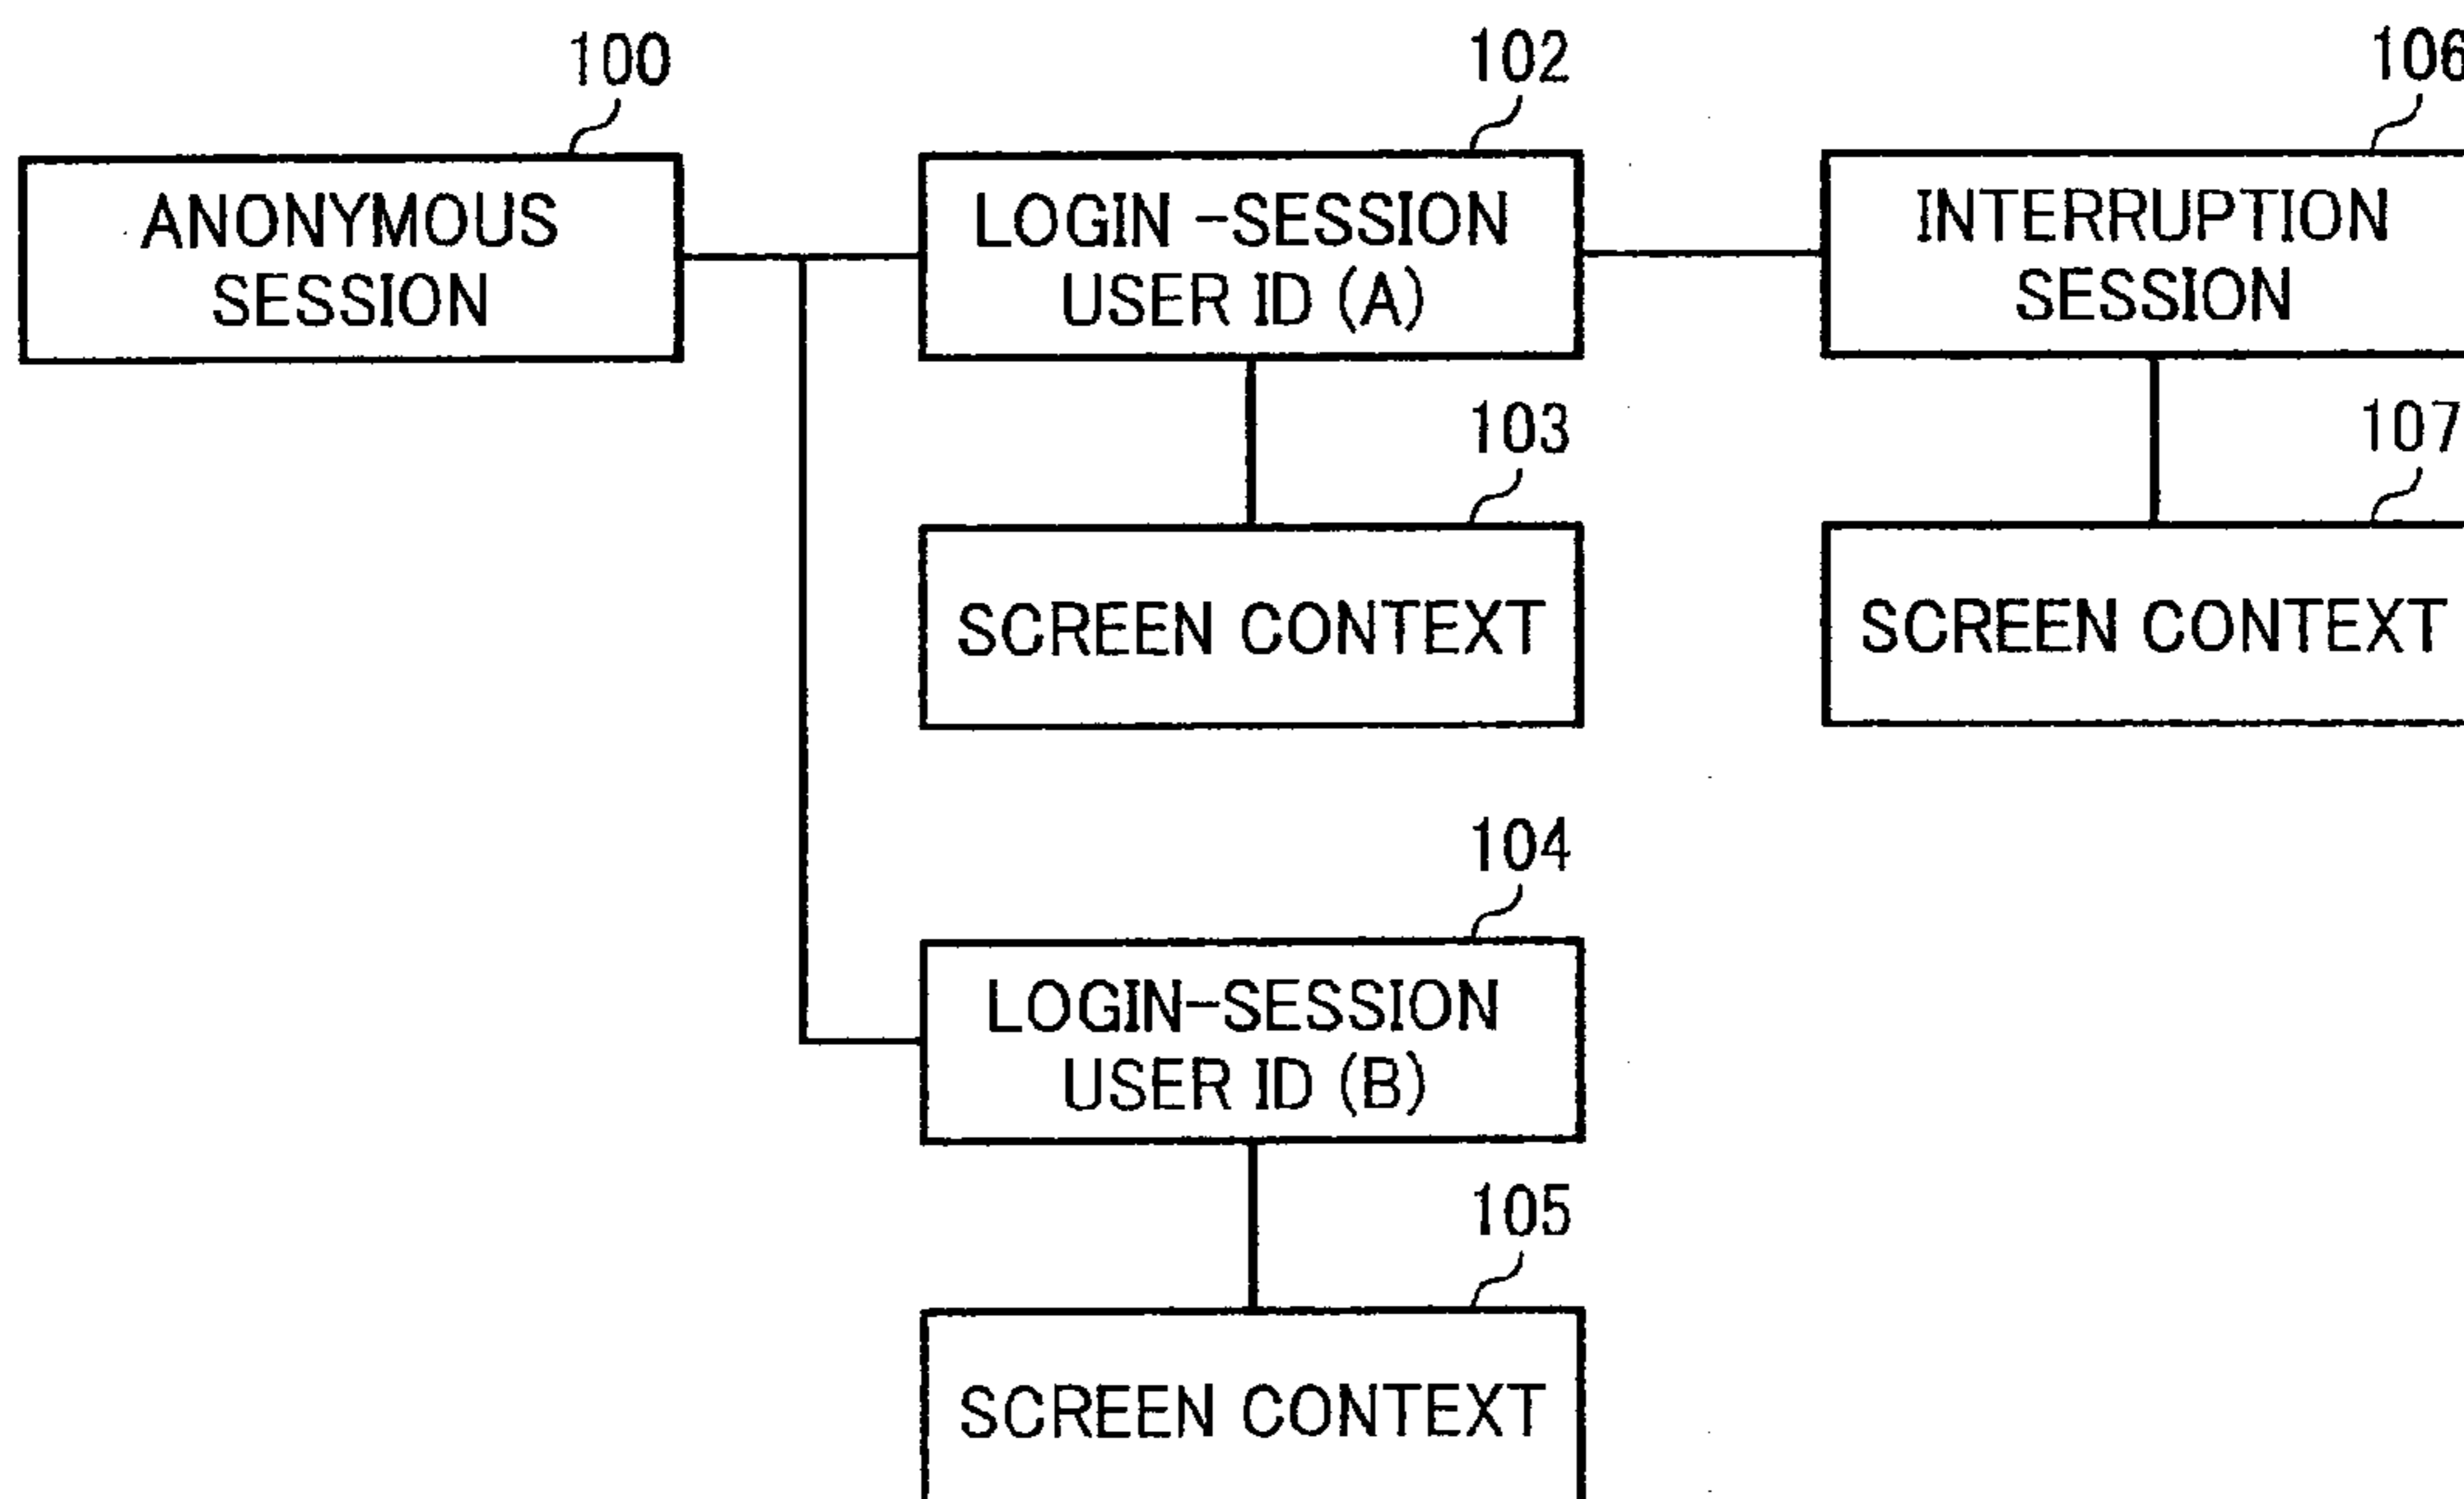 100
102
106
ANONYMOUS
SESSION
LOGIN -SESSION
USER ID (A)
INTERRUPTION
SESSION
103
107
SCREEN CONTEXT
SCREEN CONTEXT
104
LOGIN-SESSION
USER ID (B)
105
SCREEN CONTEXT